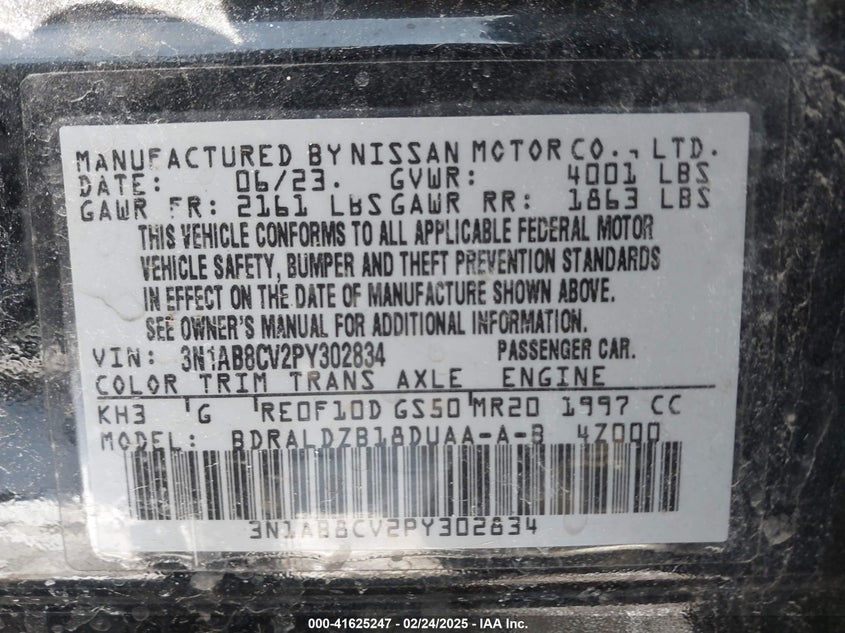 MANUFACTURED BY NISSAN MOTOR CO., LTD.
DATE: 06/23. GVWR: 4001 LBS
GAWR FR: 2161 LBS GAWR RR: 1863 LBS
THIS VEHICLE CONFORMS TO ALL APPLICABLE FEDERAL MOTOR
VEHICLE SAFETY, BUMPER AND THEFT PREVENTION STANDARDS
IN EFFECT ON THE DATE OF MANUFACTURE SHOWN ABOVE.
SEE OWNER'S MANUAL FOR ADDITIONAL INFORMATION.
VIN: 3N1AB8CV2PY302834 PASSENGER CAR.
COLOR TRIM TRANS AXLE ENGINE
KH3 G RE0F10D GS50 MR20 1997 CC
MODEL: BDRALDZB18DUAA-A-B 4Z000
3N1AB8CV2PY302834
000-41625247 - 02/24/2025 - IAA Inc.